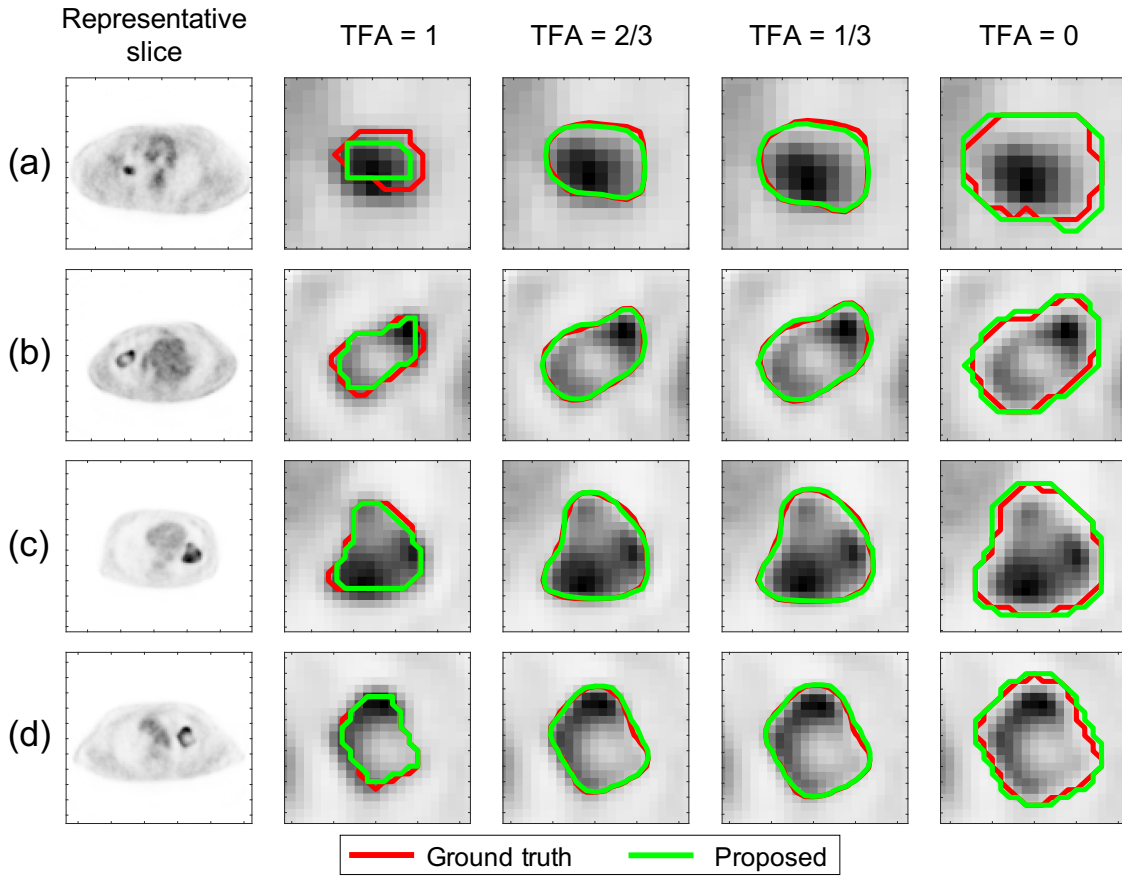 Representative
slice
TFA = 1
TFA = 2/3
TFA = 1/3
TFA = 0
(a)
(b)
(c)
(d)
Ground truth
Proposed